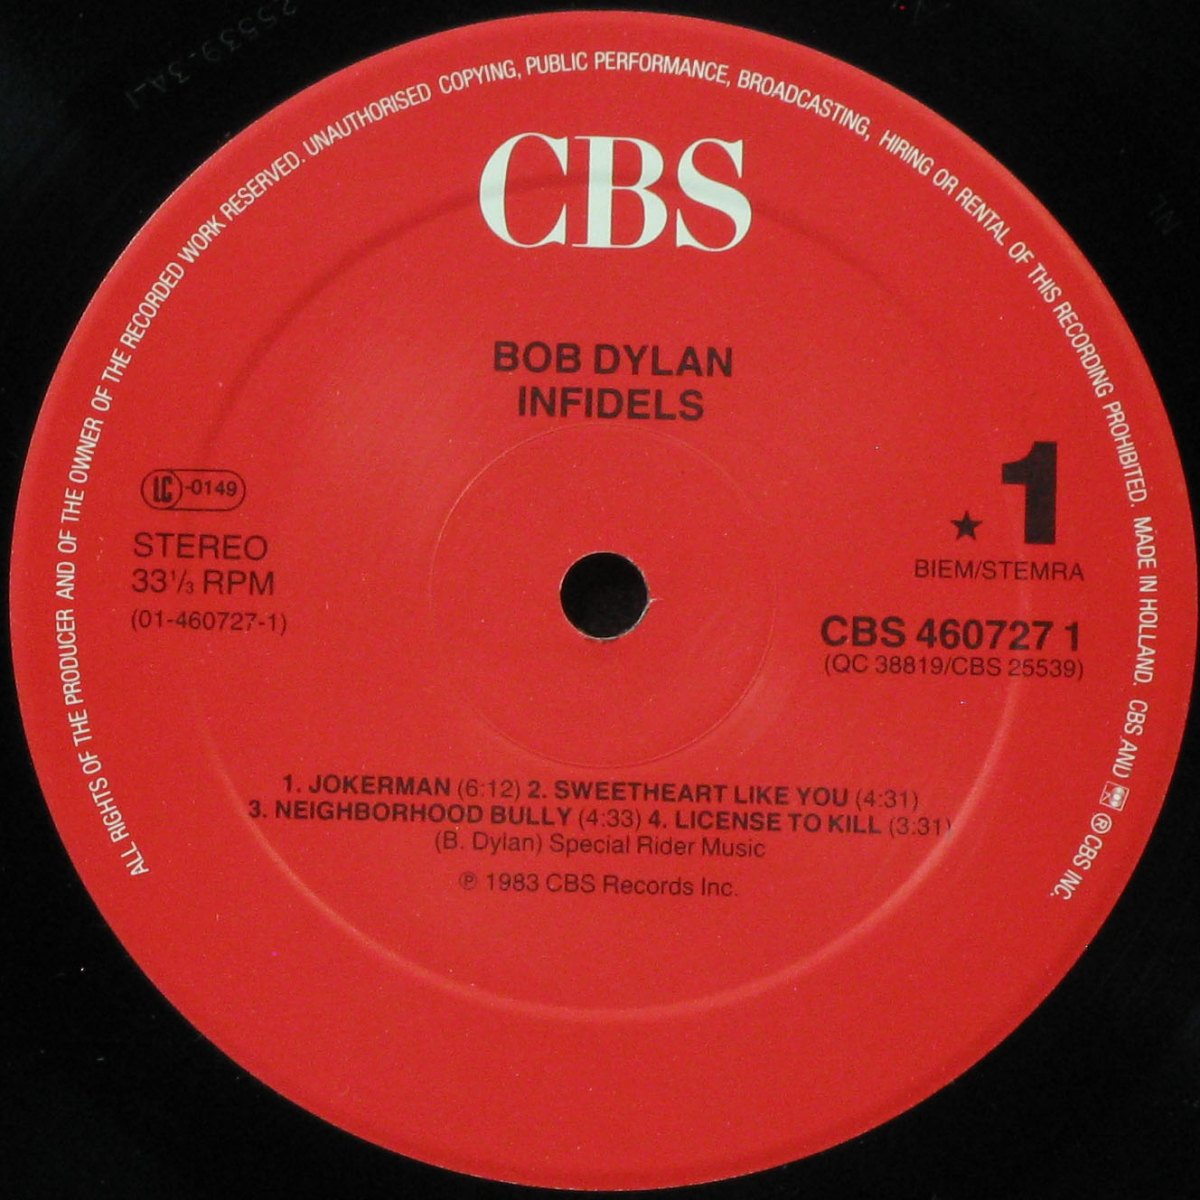 ALL RIGHTS OF THE PRODUCER AND OF THE OWNER OF THE RECORDED WORK RESERVED. UNAUTHORISED COPYING, PUBLIC PERFORMANCE, BROADCASTING, HIRING OR RENTAL OF THIS RECORDING PROHIBITED. MADE IN HOLLAND. CBS AND ® CBS INC.
CBS
BOB DYLAN
INFIDELS
LC-0149
STEREO
33⅓ RPM
(01-460727-1)
★ 1
BIEM/STEMRA
CBS 460727 1
(QC 38819/CBS 25539)
1. JOKERMAN (6:12) 2. SWEETHEART LIKE YOU (4:31)
3. NEIGHBORHOOD BULLY (4:33) 4. LICENSE TO KILL (3:31)
(B. Dylan) Special Rider Music
℗ 1983 CBS Records Inc.